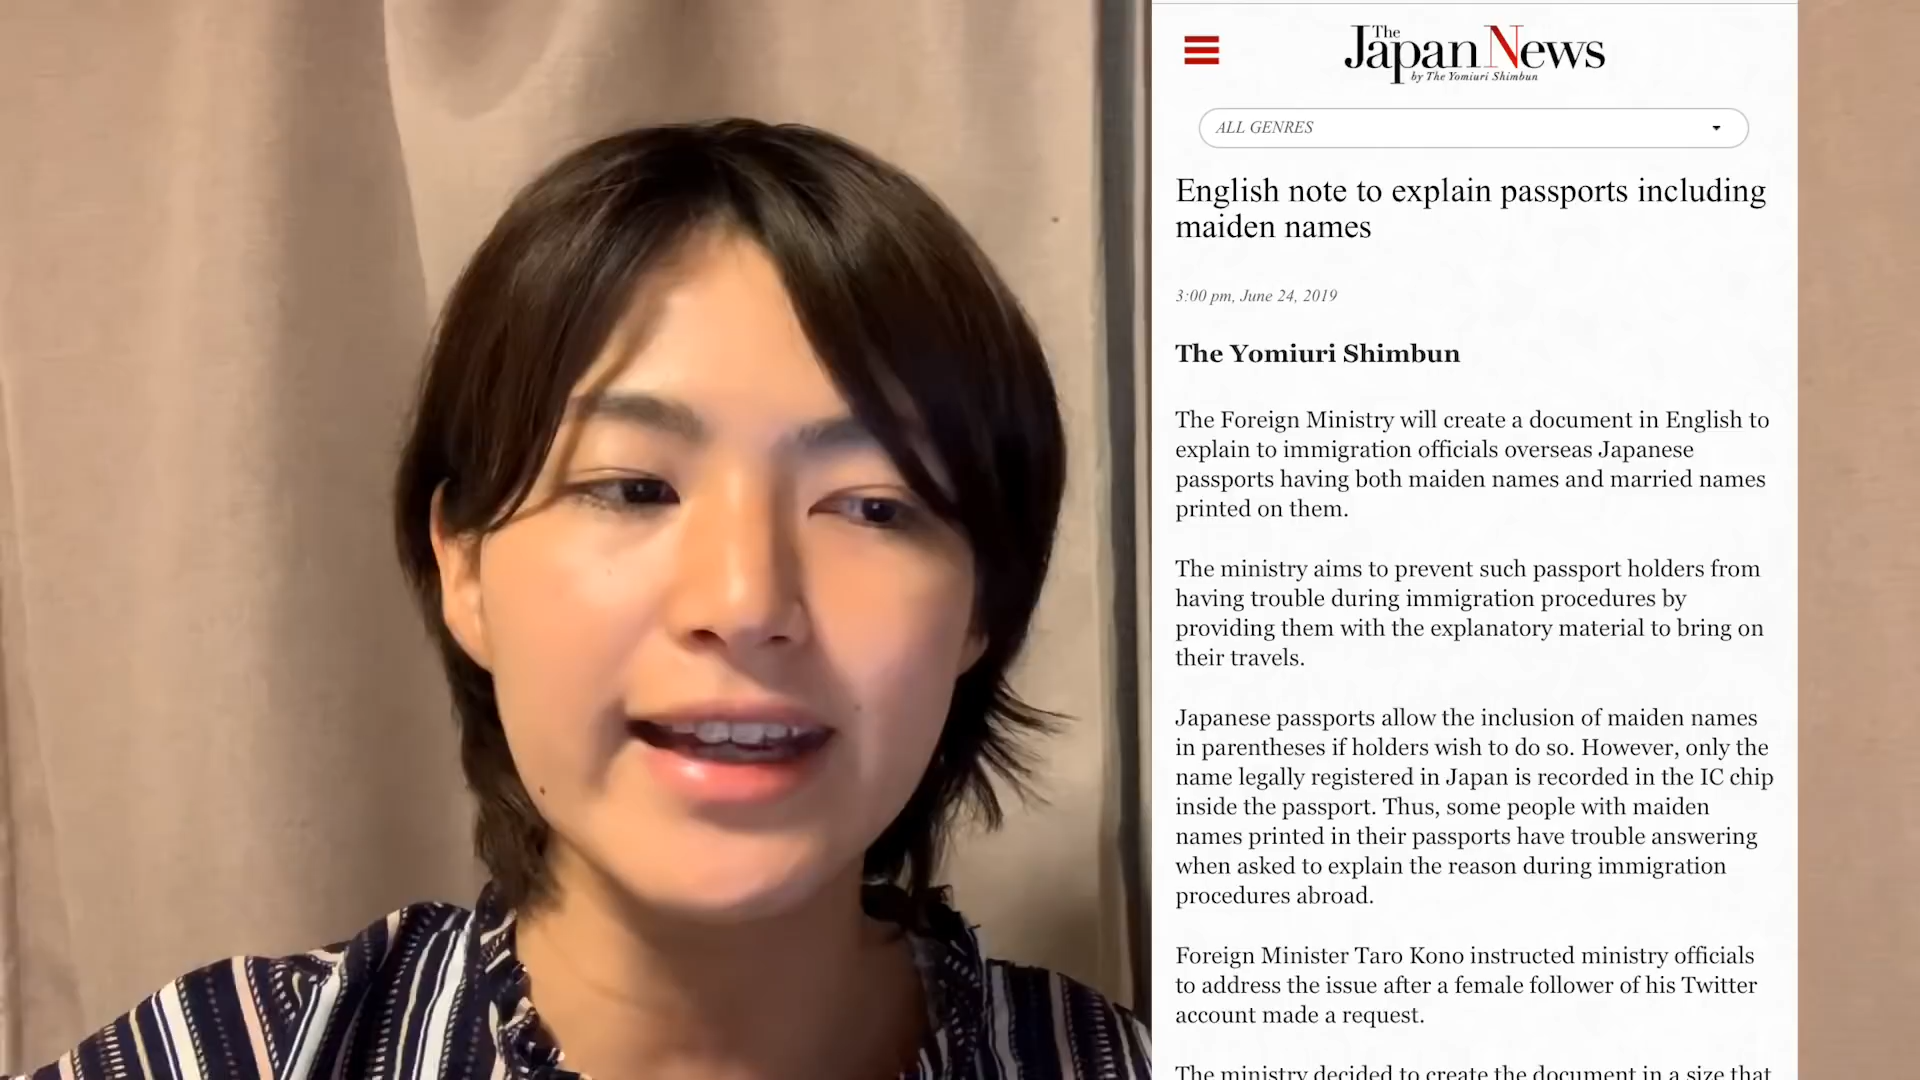 The Japan News
by The Yomiuri Shimbun
ALL GENRES
English note to explain passports including
maiden names
3:00 pm, June 24, 2019
The Yomiuri Shimbun
The Foreign Ministry will create a document in English to
explain to immigration officials overseas Japanese
passports having both maiden names and married names
printed on them.
The ministry aims to prevent such passport holders from
having trouble during immigration procedures by
providing them with the explanatory material to bring on
their travels.
Japanese passports allow the inclusion of maiden names
in parentheses if holders wish to do so. However, only the
name legally registered in Japan is recorded in the IC chip
inside the passport. Thus, some people with maiden
names printed in their passports have trouble answering
when asked to explain the reason during immigration
procedures abroad.
Foreign Minister Taro Kono instructed ministry officials
to address the issue after a female follower of his Twitter
account made a request.
The ministry decided to create the document in a size that